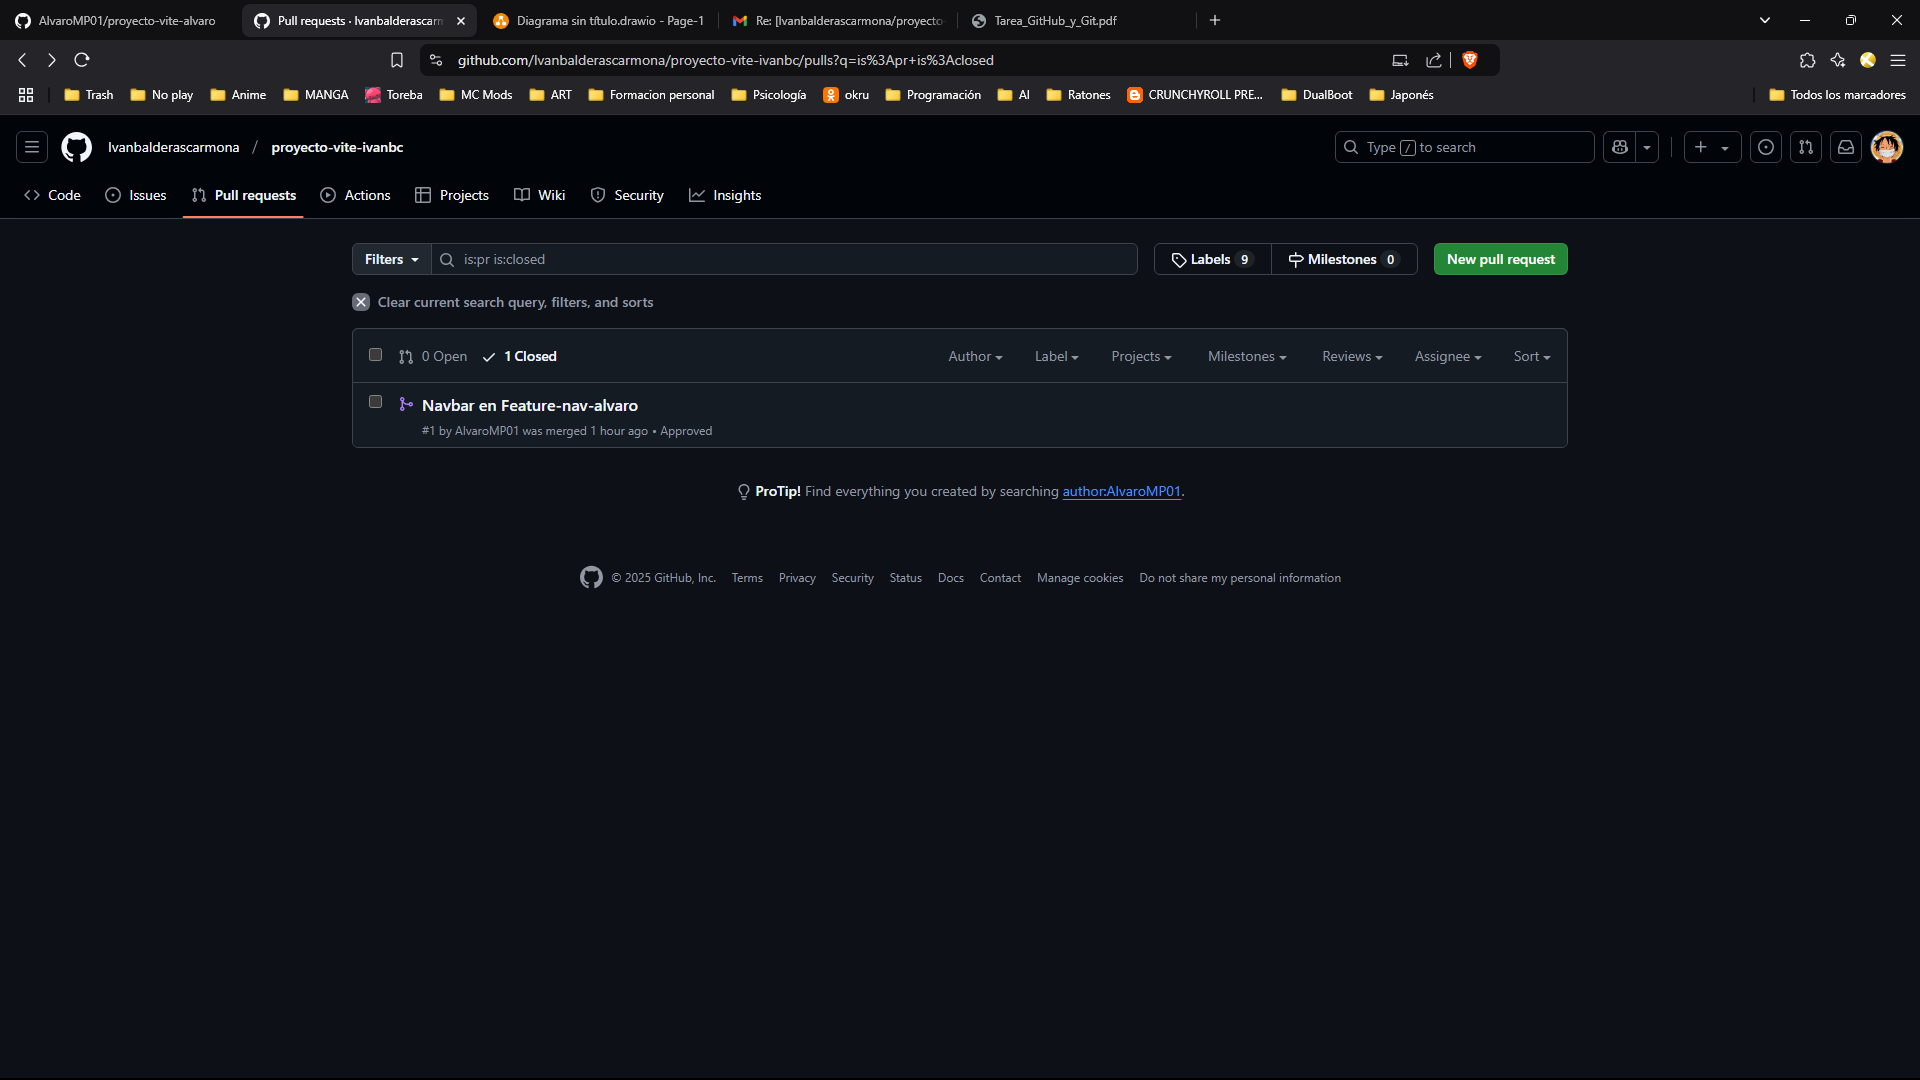 AlvaroMP01/proyecto-vite-alvaro
Pull requests · Ivanbalderascarm
Diagrama sin título.drawio - Page-1
Re: [Ivanbalderascarmona/proyecto-
Tarea_GitHub_y_Git.pdf
github.com/Ivanbalderascarmona/proyecto-vite-ivanbc/pulls?q=is%3Apr+is%3Aclosed
Trash
No play
Anime
MANGA
Toreba
MC Mods
ART
Formacion personal
Psicología
okru
Programación
AI
Ratones
CRUNCHYROLL PRE...
DualBoot
Japonés
Todos los marcadores
Ivanbalderascarmona / proyecto-vite-ivanbc
Type / to search
Code
Issues
Pull requests
Actions
Projects
Wiki
Security
Insights
Filters
is:pr is:closed
Labels 9
Milestones 0
New pull request
Clear current search query, filters, and sorts
0 Open
1 Closed
Author
Label
Projects
Milestones
Reviews
Assignee
Sort
Navbar en Feature-nav-alvaro
#1 by AlvaroMP01 was merged 1 hour ago • Approved
ProTip! Find everything you created by searching author:AlvaroMP01.
© 2025 GitHub, Inc.
Terms
Privacy
Security
Status
Docs
Contact
Manage cookies
Do not share my personal information